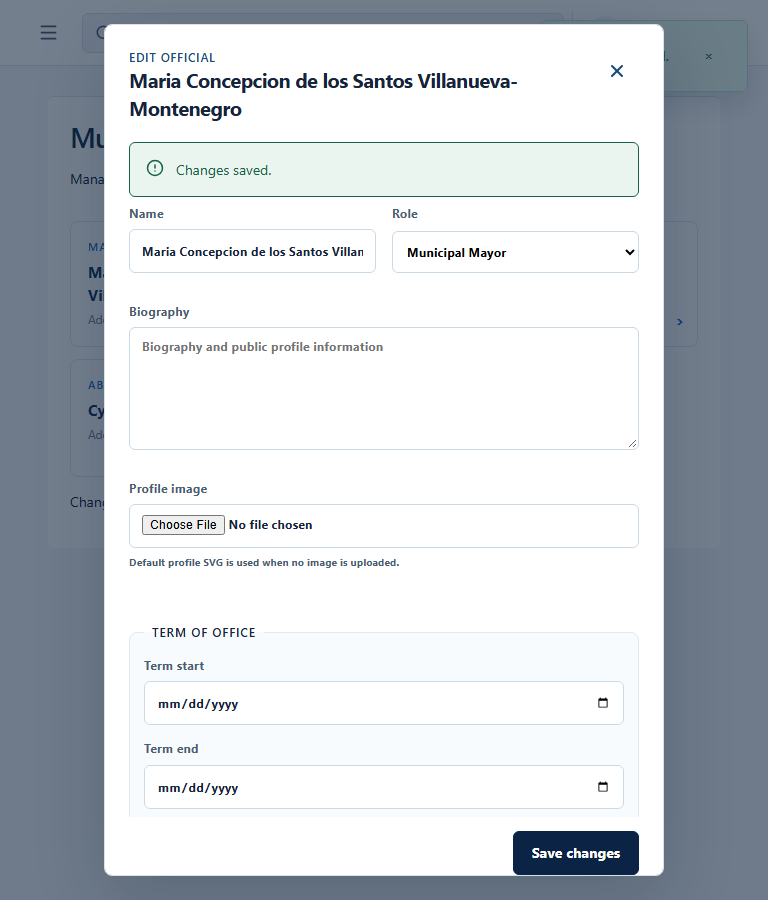 EDIT OFFICIAL
Maria Concepcion de los Santos Villanueva-
Montenegro
Changes saved.
Name
Role
Maria Concepcion de los Santos Villan
Municipal Mayor
Biography
Biography and public profile information
Profile image
Choose File No file chosen
Default profile SVG is used when no image is uploaded.
TERM OF OFFICE
Term start
mm/dd/yyyy
Term end
mm/dd/yyyy
Save changes